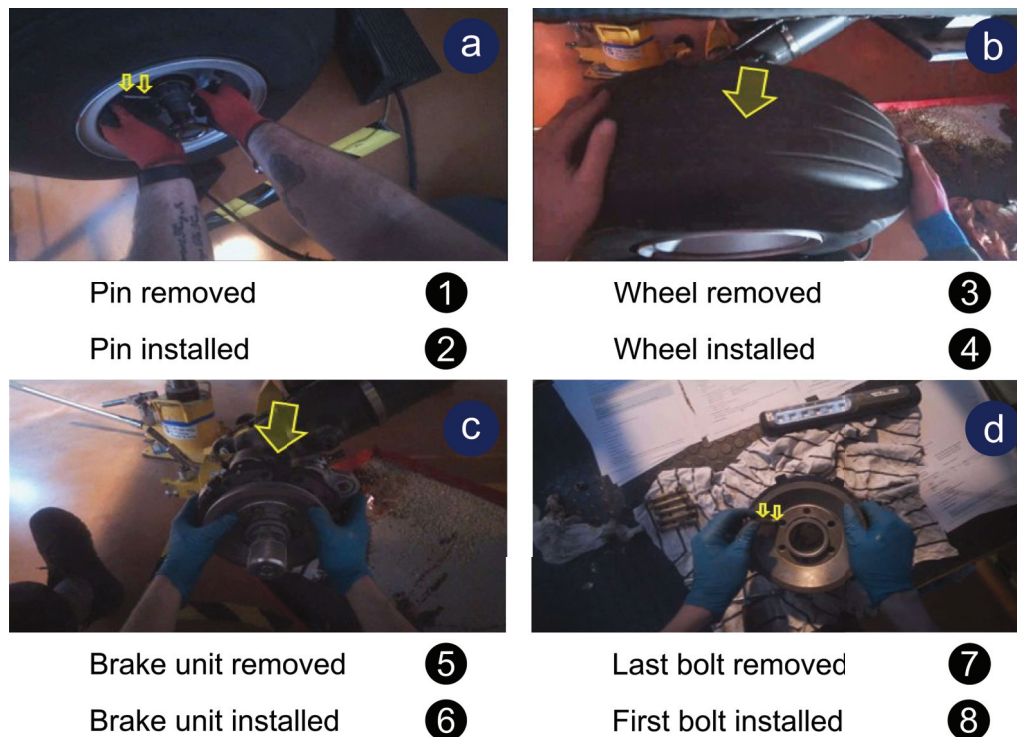 a
b
Pin removed 1
Pin installed 2
Wheel removed 3
Wheel installed 4
c
d
Brake unit removed 5
Brake unit installed 6
Last bolt removed 7
First bolt installed 8